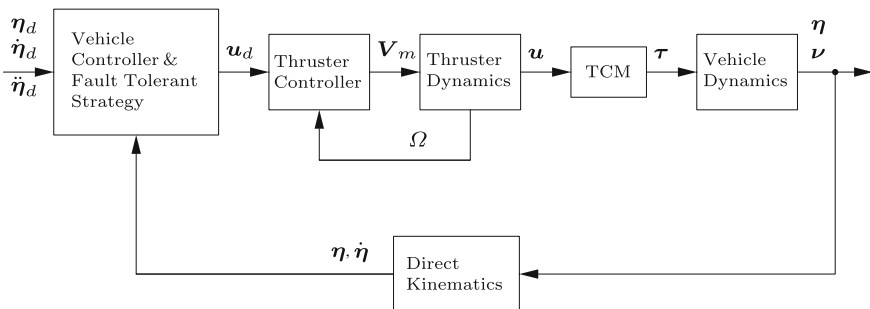 η_d
η̇_d
η̈_d
Vehicle
Controller &
Fault Tolerant
Strategy
u_d
Thruster
Controller
V_m
Thruster
Dynamics
u
TCM
τ
Vehicle
Dynamics
η
ν
Ω
η, η̇
Direct
Kinematics